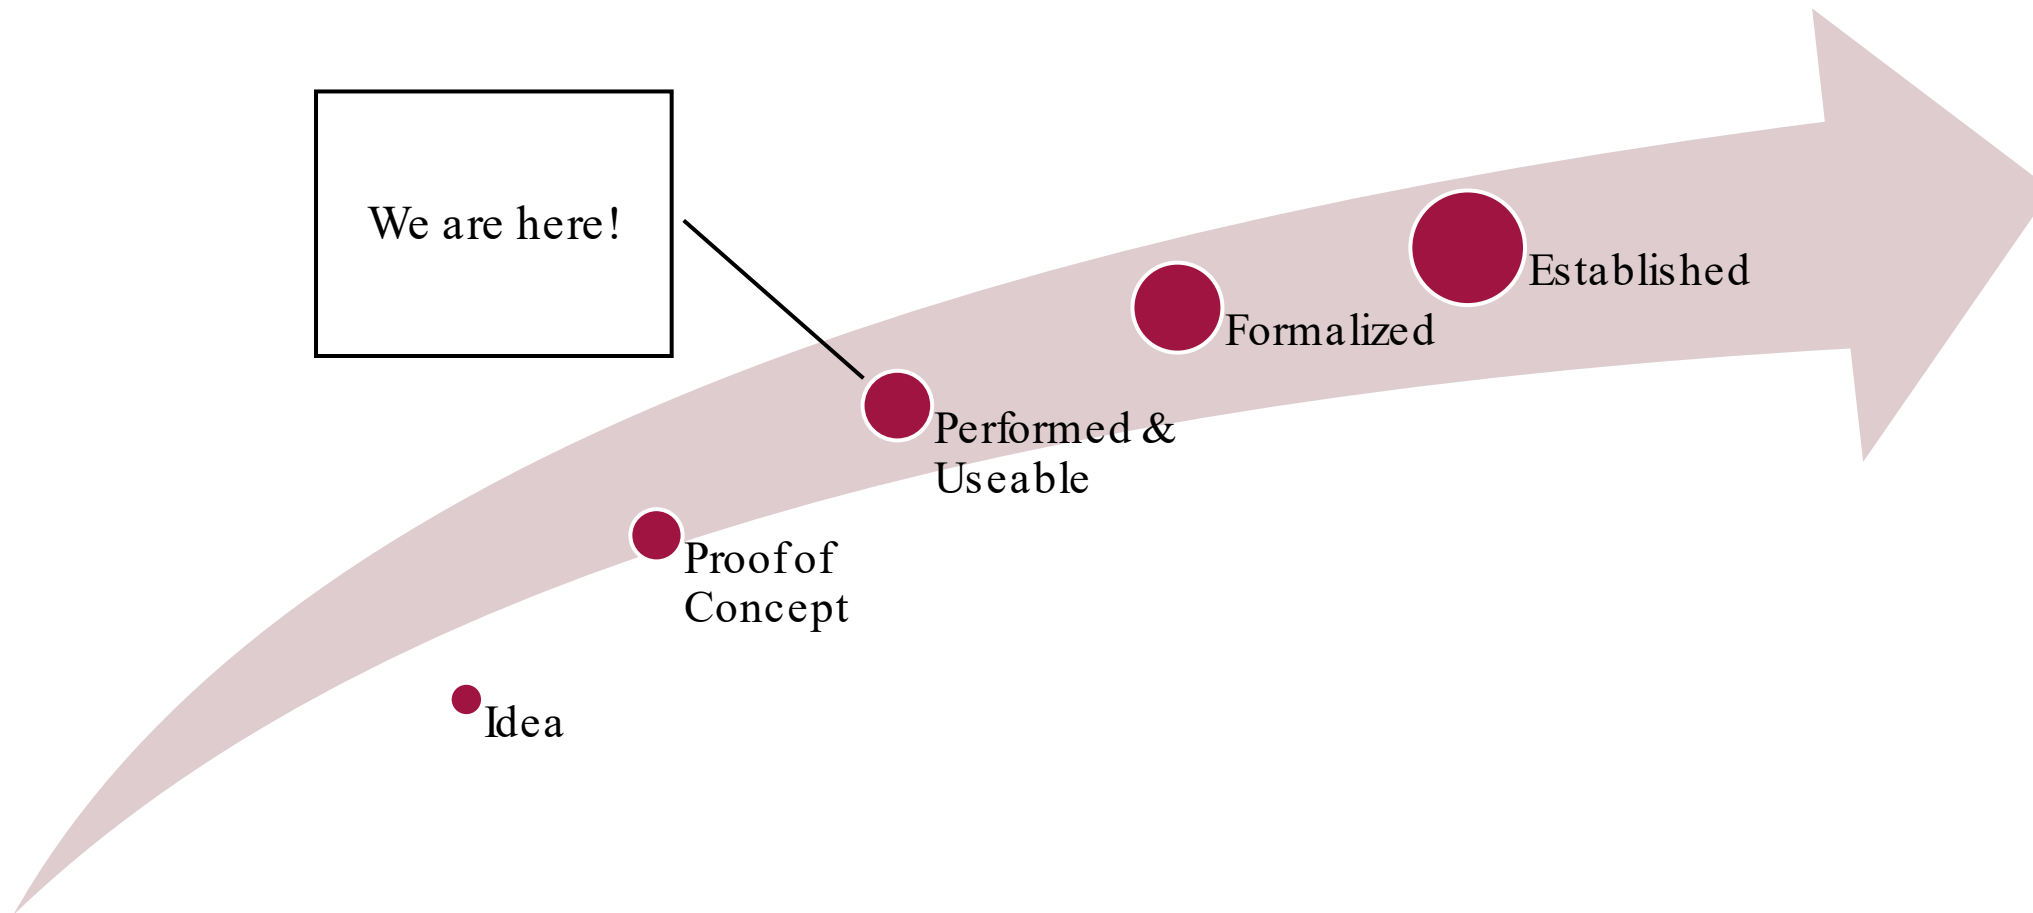 We are here!
Established
Formalized
Performed &
Useable
Proof of
Concept
Idea